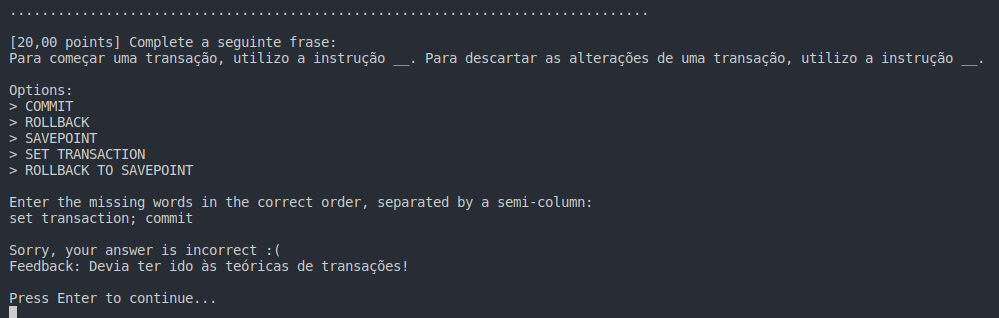 ................................................................................
[20,00 points] Complete a seguinte frase:
Para começar uma transação, utilizo a instrução __. Para descartar as alterações de uma transação, utilizo a instrução __.
Options:
> COMMIT
> ROLLBACK
> SAVEPOINT
> SET TRANSACTION
> ROLLBACK TO SAVEPOINT
Enter the missing words in the correct order, separated by a semi-column:
set transaction; commit
Sorry, your answer is incorrect :(
Feedback: Devia ter ido às teóricas de transações!
Press Enter to continue...